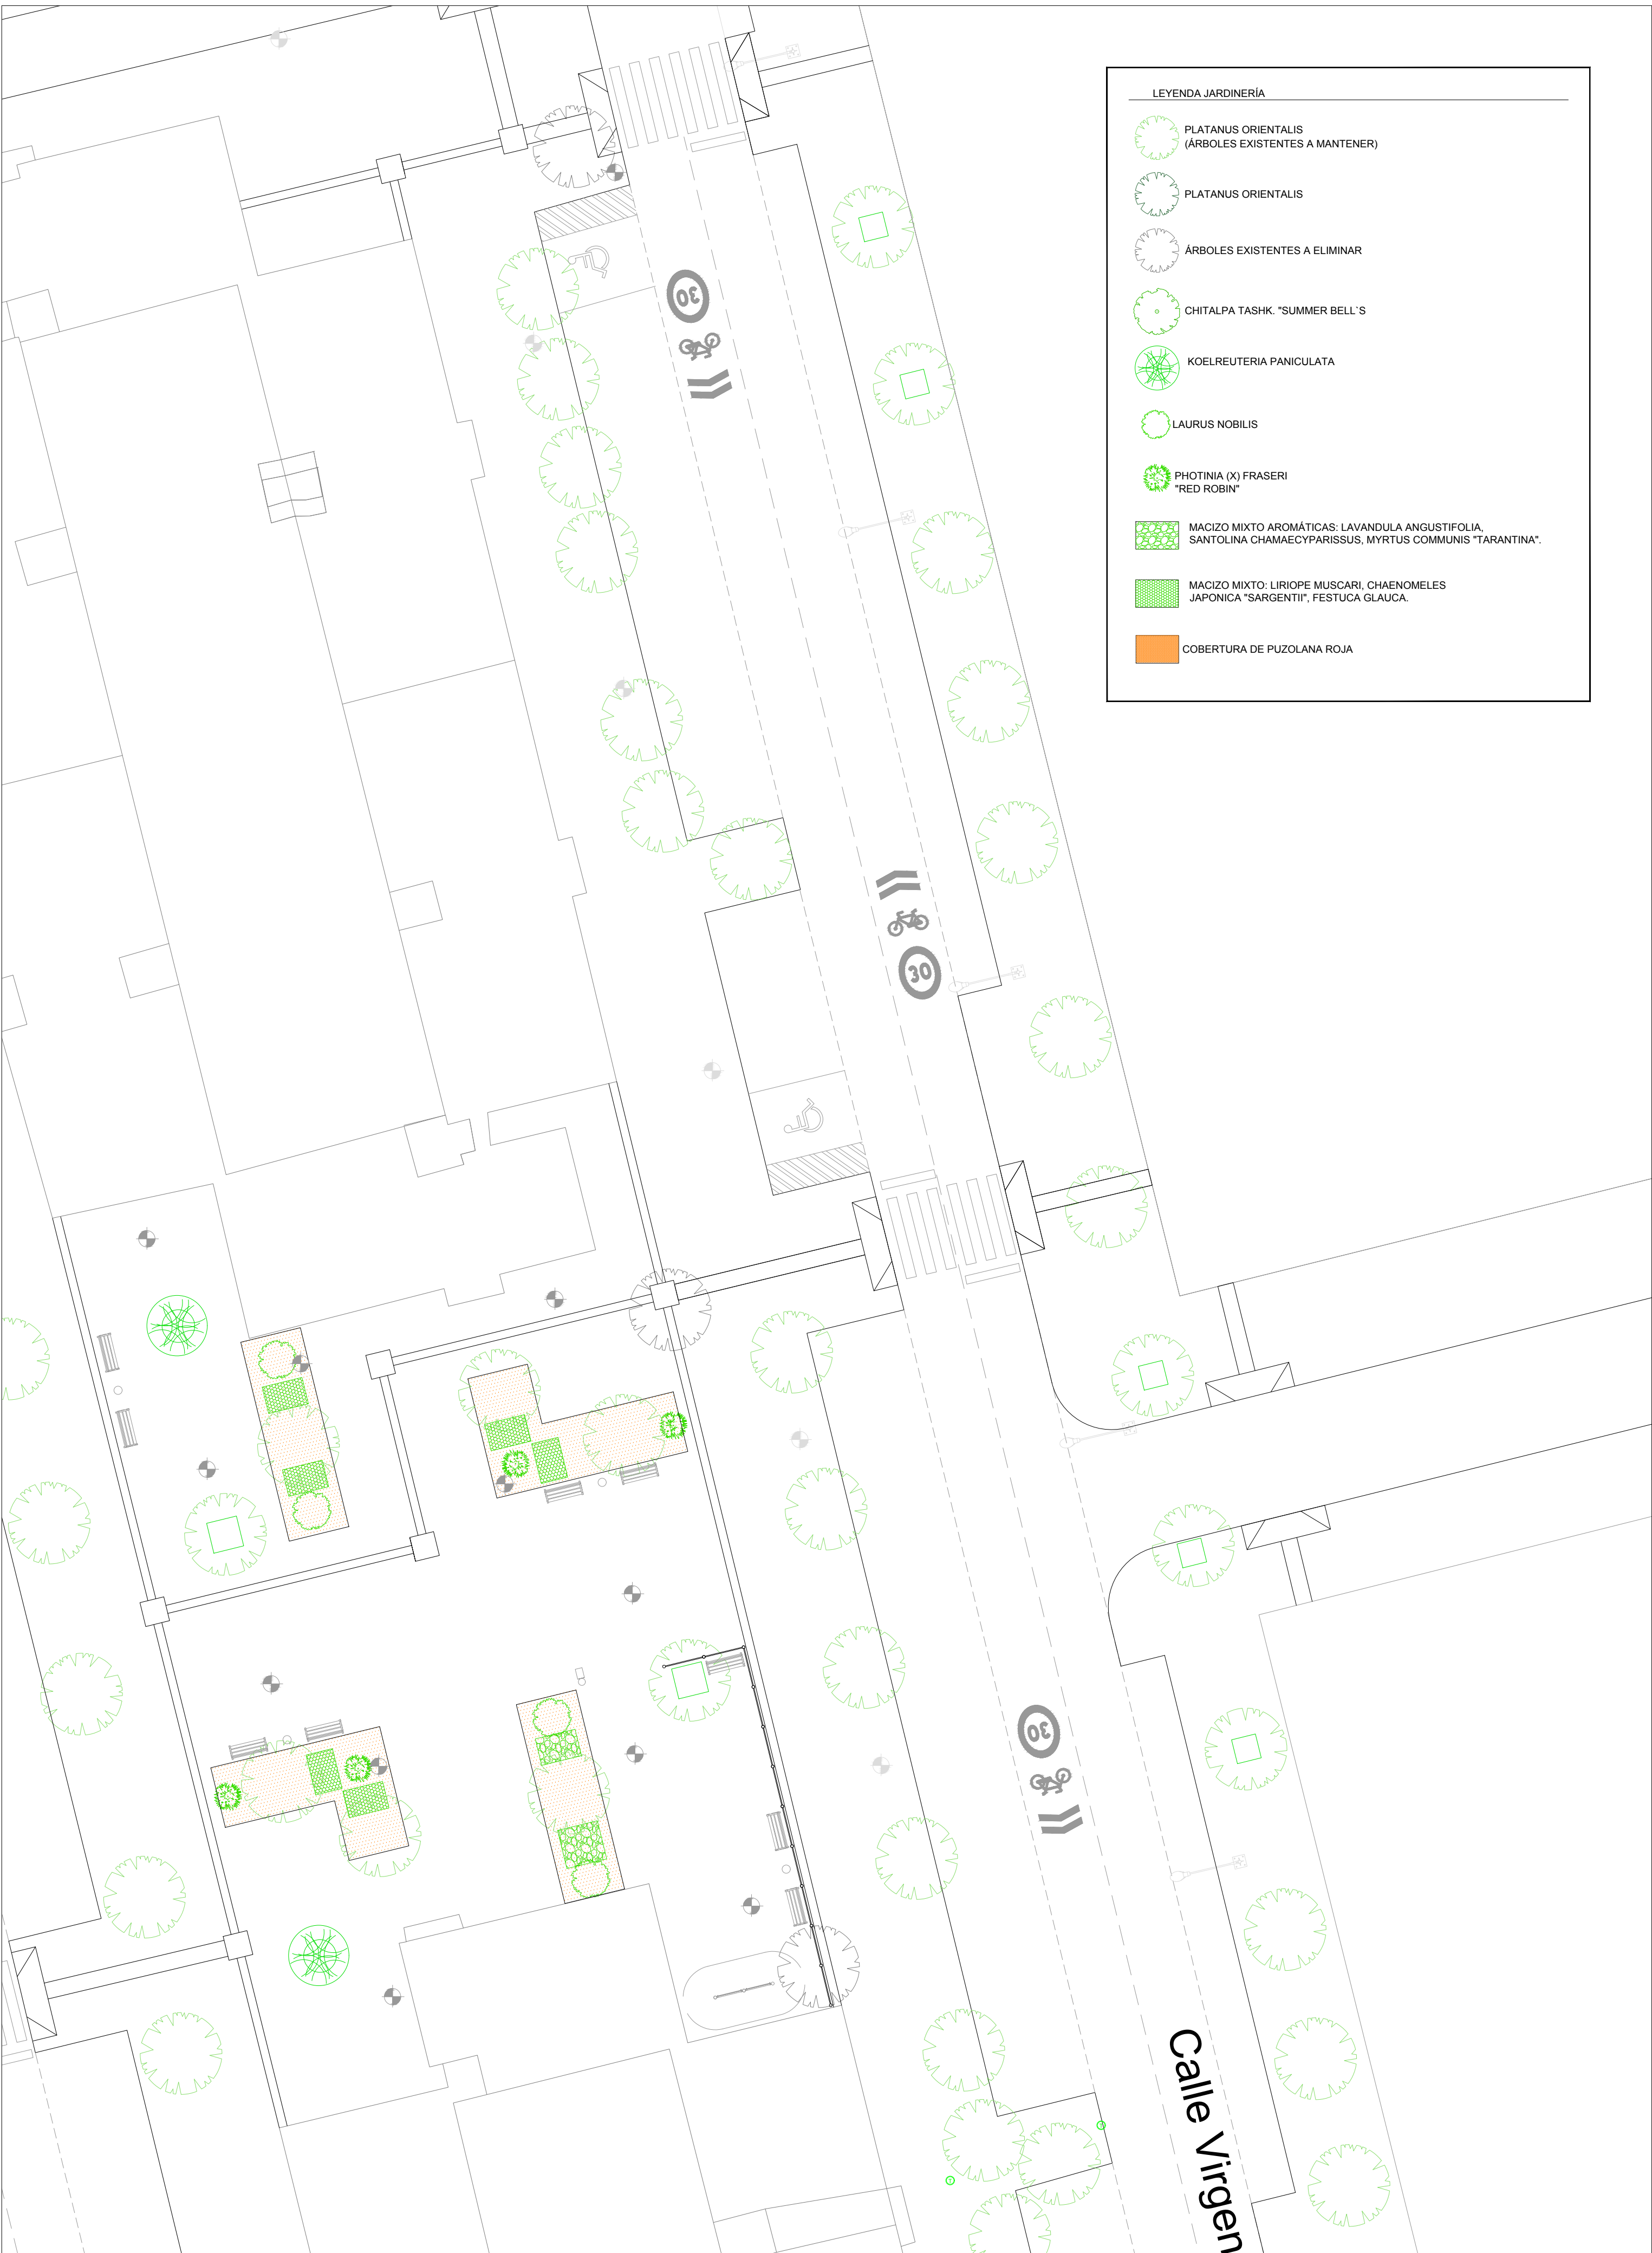 LEYENDA JARDINERÍA
PLATANUS ORIENTALIS
(ÁRBOLES EXISTENTES A MANTENER)
PLATANUS ORIENTALIS
ÁRBOLES EXISTENTES A ELIMINAR
CHITALPA TASHK. "SUMMER BELL`S
KOELREUTERIA PANICULATA
LAURUS NOBILIS
PHOTINIA (X) FRASERI
"RED ROBIN"
MACIZO MIXTO AROMÁTICAS: LAVANDULA ANGUSTIFOLIA,
SANTOLINA CHAMAECYPARISSUS, MYRTUS COMMUNIS "TARANTINA".
MACIZO MIXTO: LIRIOPE MUSCARI, CHAENOMELES
JAPONICA "SARGENTII", FESTUCA GLAUCA.
COBERTURA DE PUZOLANA ROJA
30
30
30
Calle Virgen